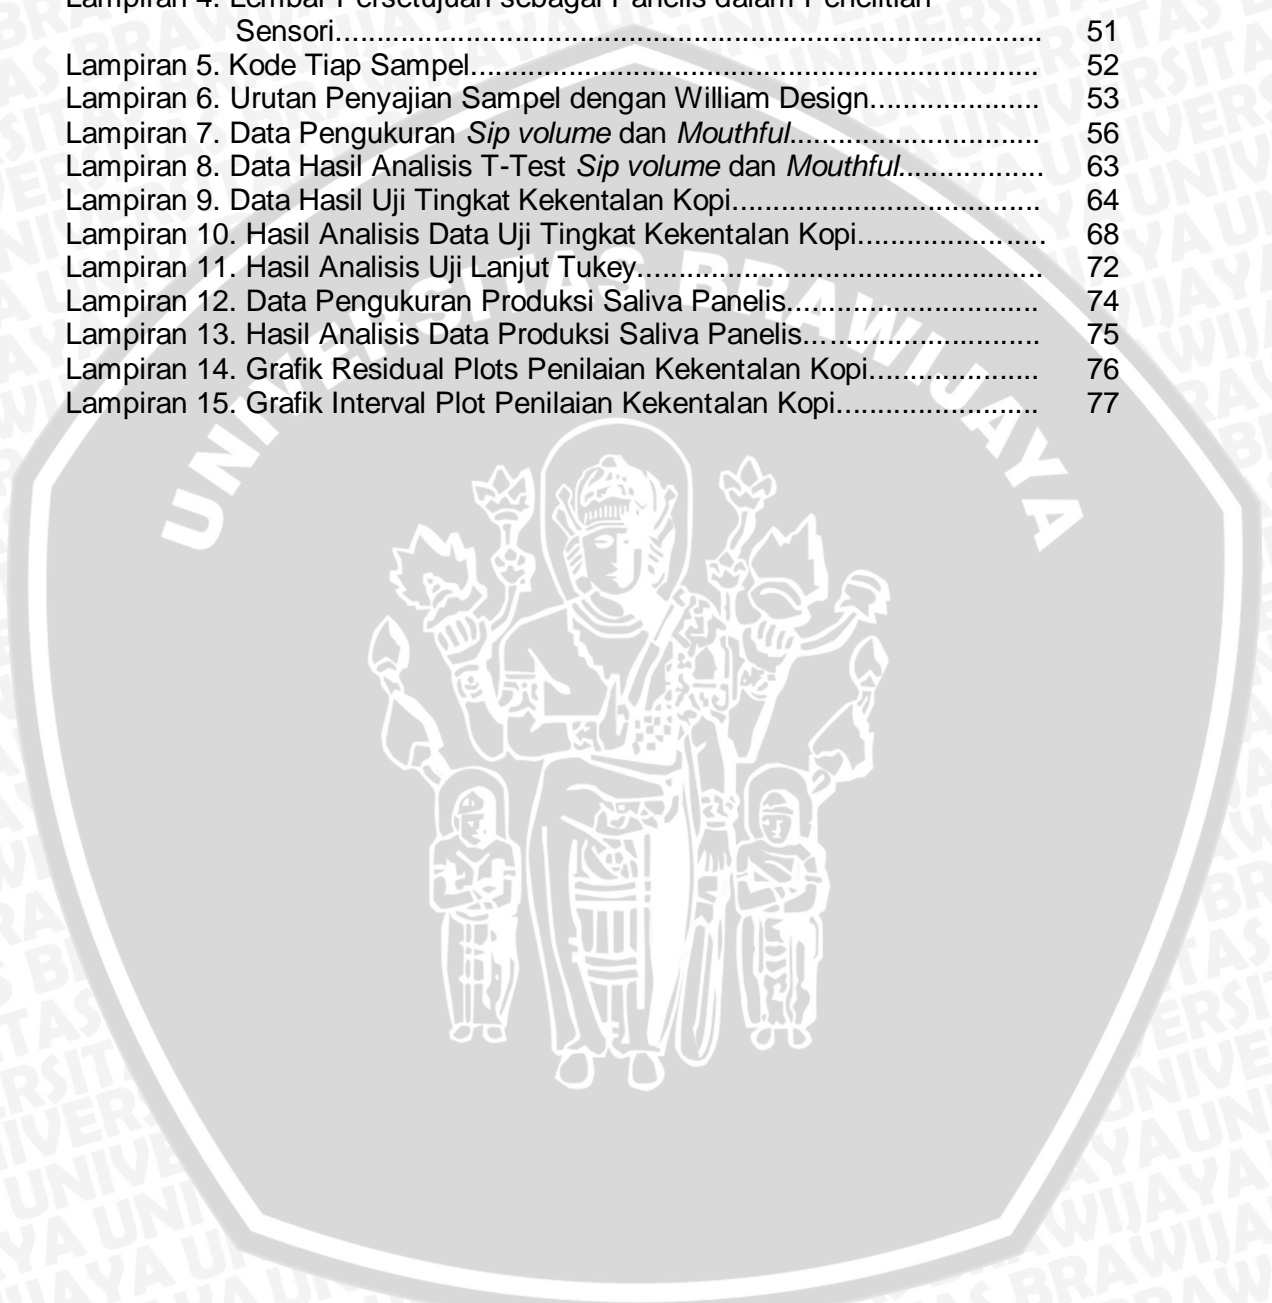 Lampiran 4. Lembar Persetujuan sebagai Panelis dalam Penelitian
Sensori........................................................................................ 51
Lampiran 5. Kode Tiap Sampel...................................................................... 52
Lampiran 6. Urutan Penyajian Sampel dengan William Design..................... 53
Lampiran 7. Data Pengukuran Sip volume dan Mouthful............................... 56
Lampiran 8. Data Hasil Analisis T-Test Sip volume dan Mouthful.................. 63
Lampiran 9. Data Hasil Uji Tingkat Kekentalan Kopi...................................... 64
Lampiran 10. Hasil Analisis Data Uji Tingkat Kekentalan Kopi....................... 68
Lampiran 11. Hasil Analisis Uji Lanjut Tukey.................................................. 72
Lampiran 12. Data Pengukuran Produksi Saliva Panelis............................... 74
Lampiran 13. Hasil Analisis Data Produksi Saliva Panelis............................. 75
Lampiran 14. Grafik Residual Plots Penilaian Kekentalan Kopi..................... 76
Lampiran 15. Grafik Interval Plot Penilaian Kekentalan Kopi......................... 77
UNIVERSITAS BRAWIJAYA